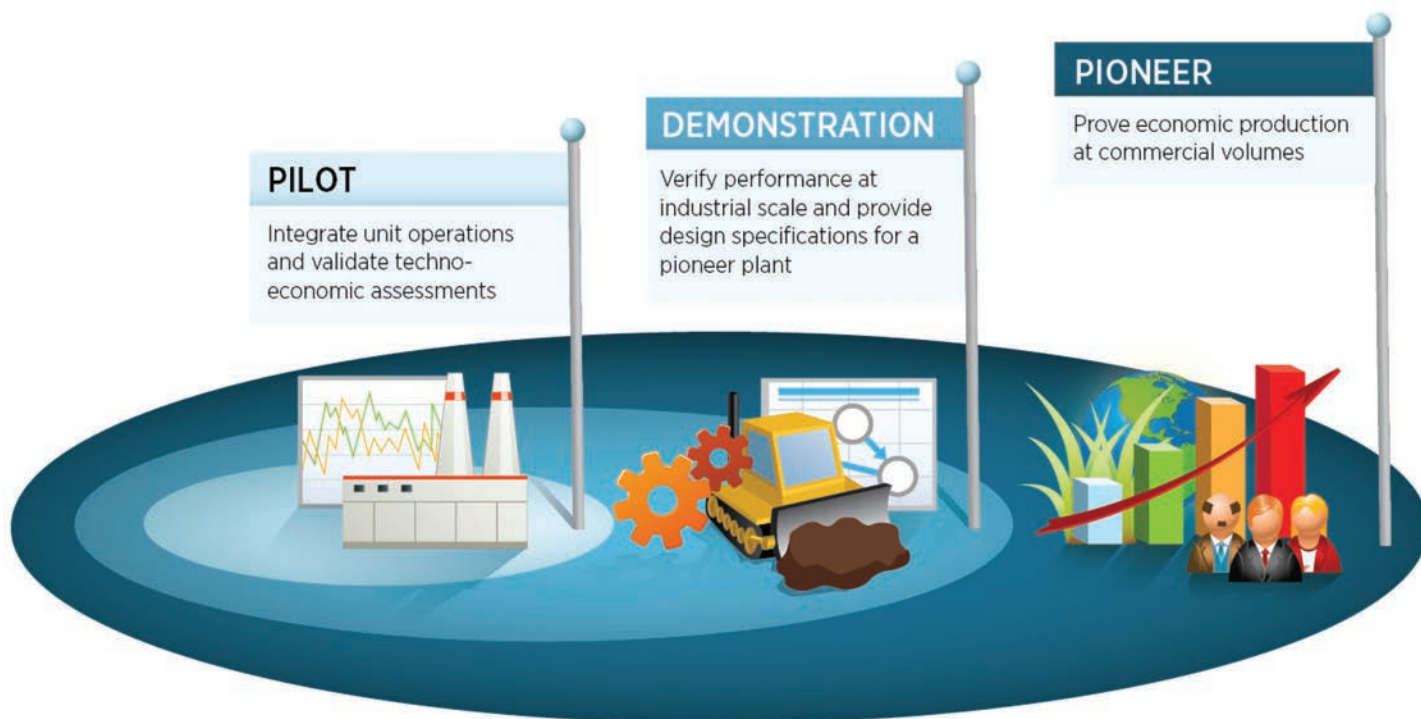 PILOT
Integrate unit operations
and validate techno-
economic assessments
DEMONSTRATION
Verify performance at
industrial scale and provide
design specifications for a
pioneer plant
PIONEER
Prove economic production
at commercial volumes